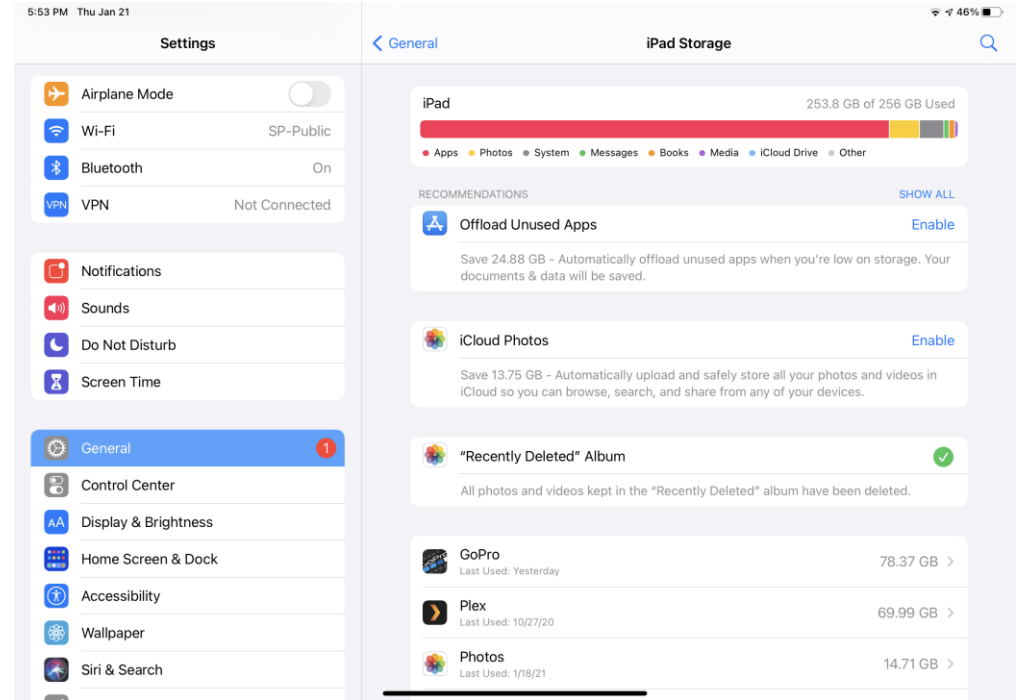 5:53 PM Thu Jan 21
46%
Settings
Airplane Mode
Wi-Fi SP-Public
Bluetooth On
VPN VPN Not Connected
Notifications
Sounds
Do Not Disturb
Screen Time
General 1
Control Center
AA Display & Brightness
Home Screen & Dock
Accessibility
Wallpaper
Siri & Search
General
iPad Storage
iPad 253.8 GB of 256 GB Used
Apps Photos System Messages Books Media iCloud Drive Other
RECOMMENDATIONS SHOW ALL
Offload Unused Apps Enable
Save 24.88 GB - Automatically offload unused apps when you're low on storage. Your
documents & data will be saved.
iCloud Photos Enable
Save 13.75 GB - Automatically upload and safely store all your photos and videos in
iCloud so you can browse, search, and share from any of your devices.
"Recently Deleted" Album
All photos and videos kept in the "Recently Deleted" album have been deleted.
GoPro
Last Used: Yesterday
78.37 GB
Plex
Last Used: 10/27/20
69.99 GB
Photos
Last Used: 1/18/21
14.71 GB